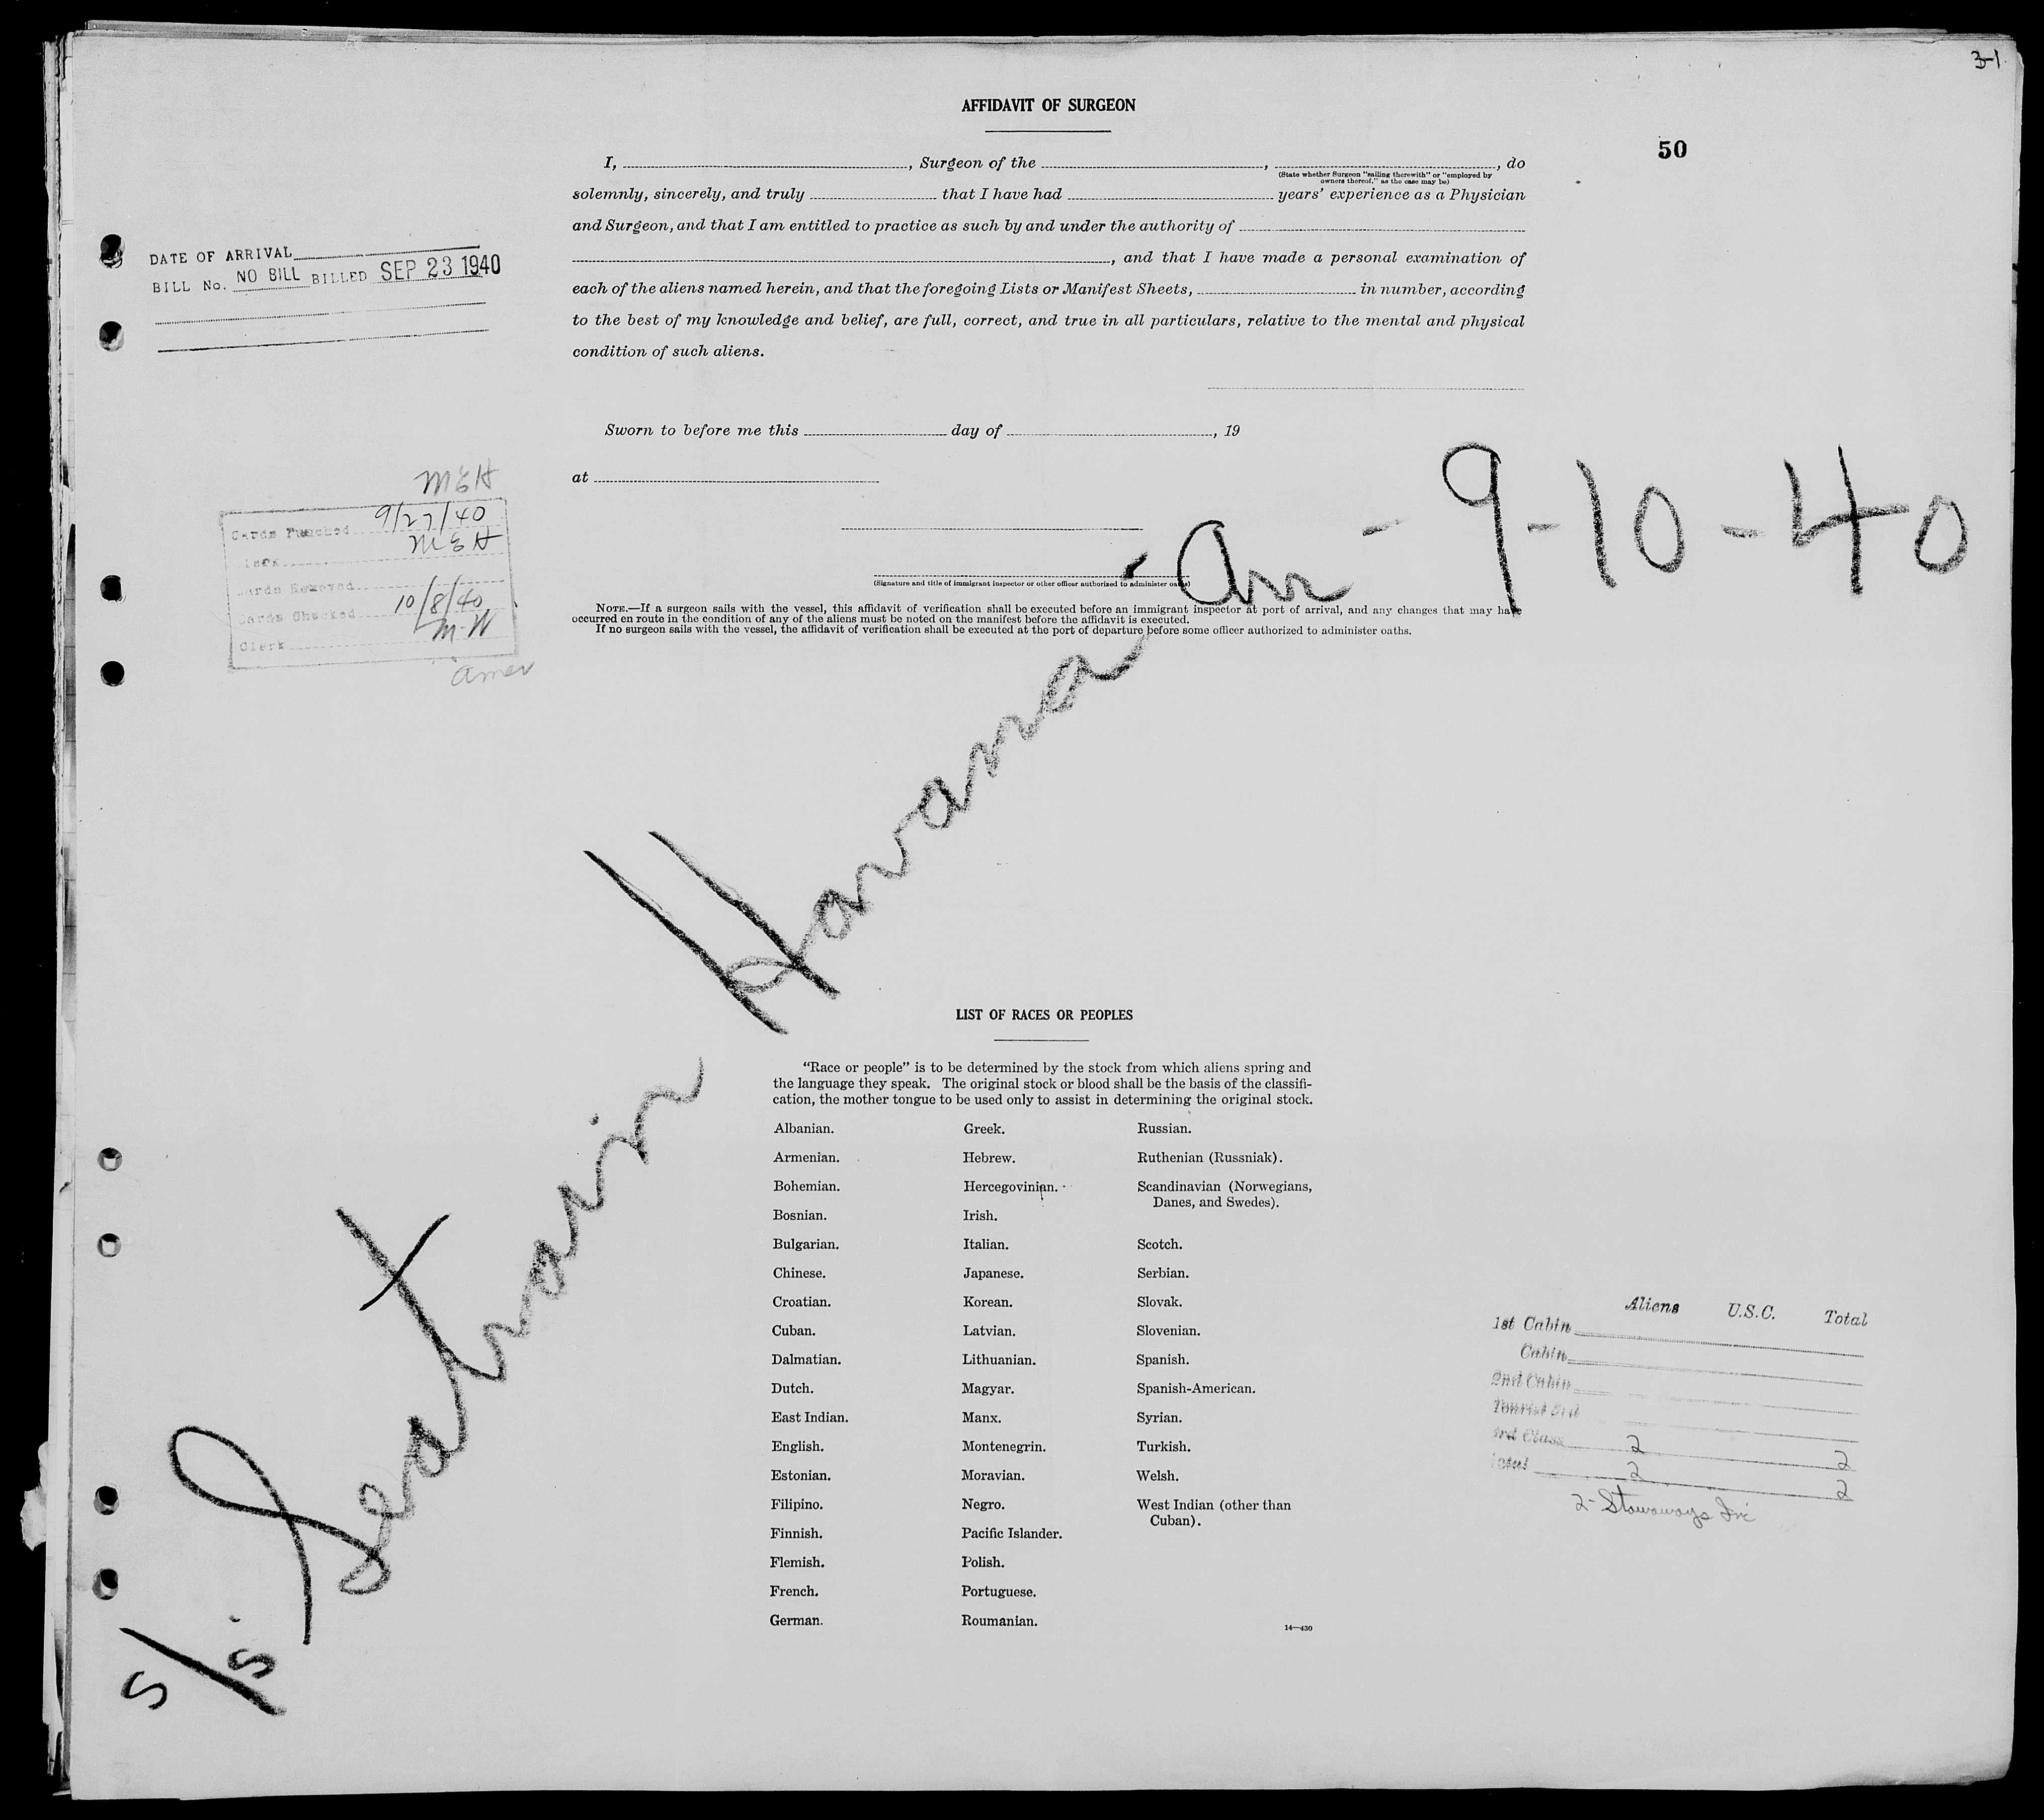 3-1
AFFIDAVIT OF SURGEON
50
I, , Surgeon of the , , do
(State whether Surgeon "sailing therewith" or "employed by
owners thereof," as the case may be)
solemnly, sincerely, and truly that I have had years' experience as a Physician
and Surgeon, and that I am entitled to practice as such by and under the authority of
, and that I have made a personal examination of
each of the aliens named herein, and that the foregoing Lists or Manifest Sheets, in number, according
to the best of my knowledge and belief, are full, correct, and true in all particulars, relative to the mental and physical
condition of such aliens.
DATE OF ARRIVAL
BILL No. NO BILL BILLED SEP 23 1940
Sworn to before me this day of , 19
at
(Signature and title of immigrant inspector or other officer authorized to administer oaths)
NOTE.—If a surgeon sails with the vessel, this affidavit of verification shall be executed before an immigrant inspector at port of arrival, and any changes that may have
occurred en route in the condition of any of the aliens must be noted on the manifest before the affidavit is executed.
If no surgeon sails with the vessel, the affidavit of verification shall be executed at the port of departure before some officer authorized to administer oaths.
MEH
Cards Punched 9/27/40
Clerk MEH
Cards Removed
Cards Checked 10/8/40
Clerk M-W
amer
S/S. Seatrain Havana - Arr - 9-10-40
LIST OF RACES OR PEOPLES
"Race or people" is to be determined by the stock from which aliens spring and
the language they speak. The original stock or blood shall be the basis of the classifi-
cation, the mother tongue to be used only to assist in determining the original stock.
Albanian.
Armenian.
Bohemian.
Bosnian.
Bulgarian.
Chinese.
Croatian.
Cuban.
Dalmatian.
Dutch.
East Indian.
English.
Estonian.
Filipino.
Finnish.
Flemish.
French.
German.
Greek.
Hebrew.
Hercegovinian.
Irish.
Italian.
Japanese.
Korean.
Latvian.
Lithuanian.
Magyar.
Manx.
Montenegrin.
Moravian.
Negro.
Pacific Islander.
Polish.
Portuguese.
Roumanian.
Russian.
Ruthenian (Russniak).
Scandinavian (Norwegians,
Danes, and Swedes).
Scotch.
Serbian.
Slovak.
Slovenian.
Spanish.
Spanish-American.
Syrian.
Turkish.
Welsh.
West Indian (other than
Cuban).
14—430
Aliens U.S.C. Total
1st Cabin
Cabin
2nd Cabin
Tourist 3rd
3rd Class 2 2
2 2
2- Stowaways